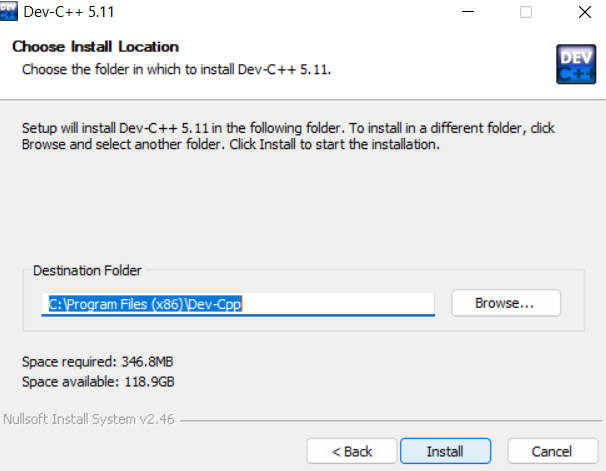 Dev-C++ 5.11
Choose Install Location
Choose the folder in which to install Dev-C++ 5.11.
DEV
C++
Setup will install Dev-C++ 5.11 in the following folder. To install in a different folder, click
Browse and select another folder. Click Install to start the installation.
Destination Folder
C:\Program Files (x86)\Dev-Cpp
Browse...
Space required: 346.8MB
Space available: 118.9GB
Nullsoft Install System v2.46
< Back
Install
Cancel